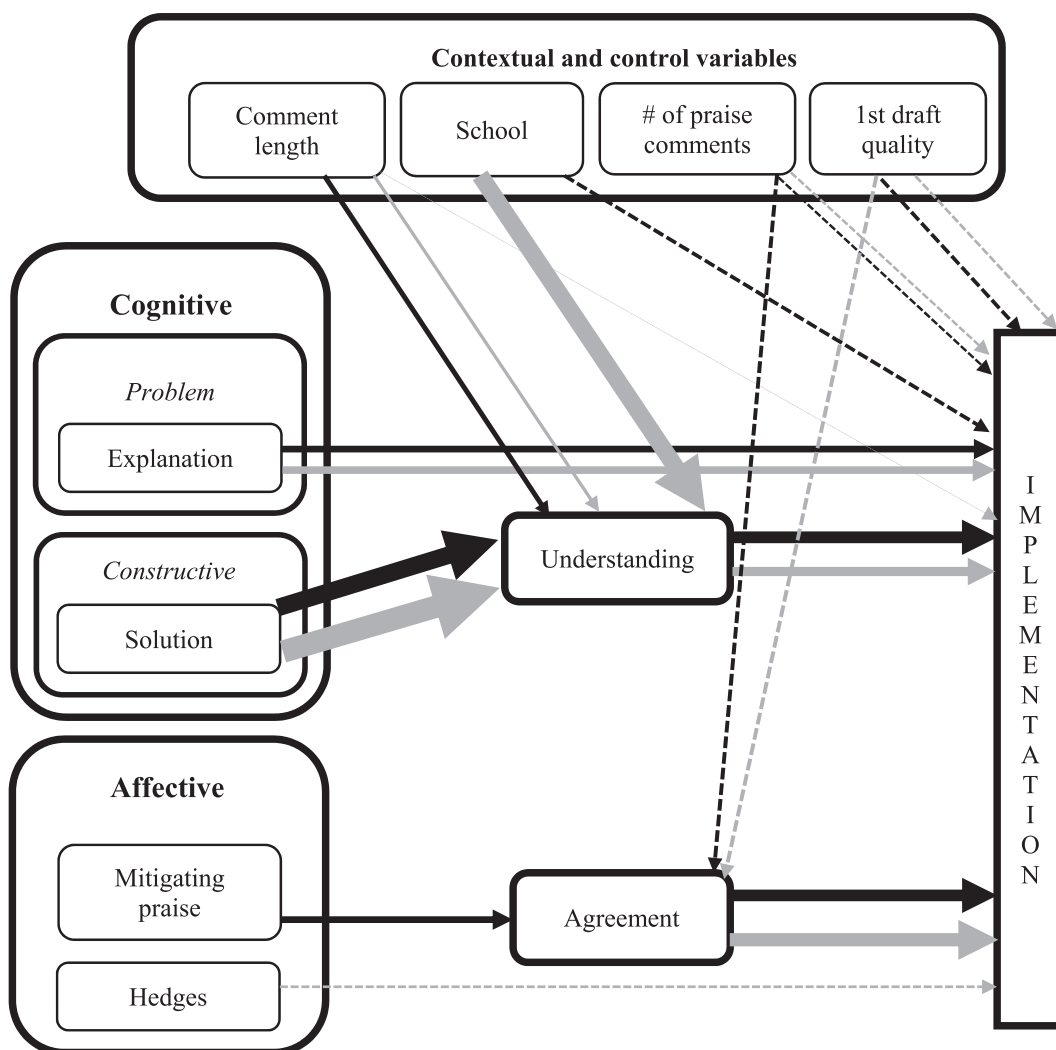 Contextual and control variables
Comment
length
School
# of praise
comments
1st draft
quality
Cognitive
Problem
Explanation
Constructive
Solution
Understanding
Affective
Mitigating
praise
Agreement
Hedges
I
M
P
L
E
M
E
N
T
A
T
I
O
N